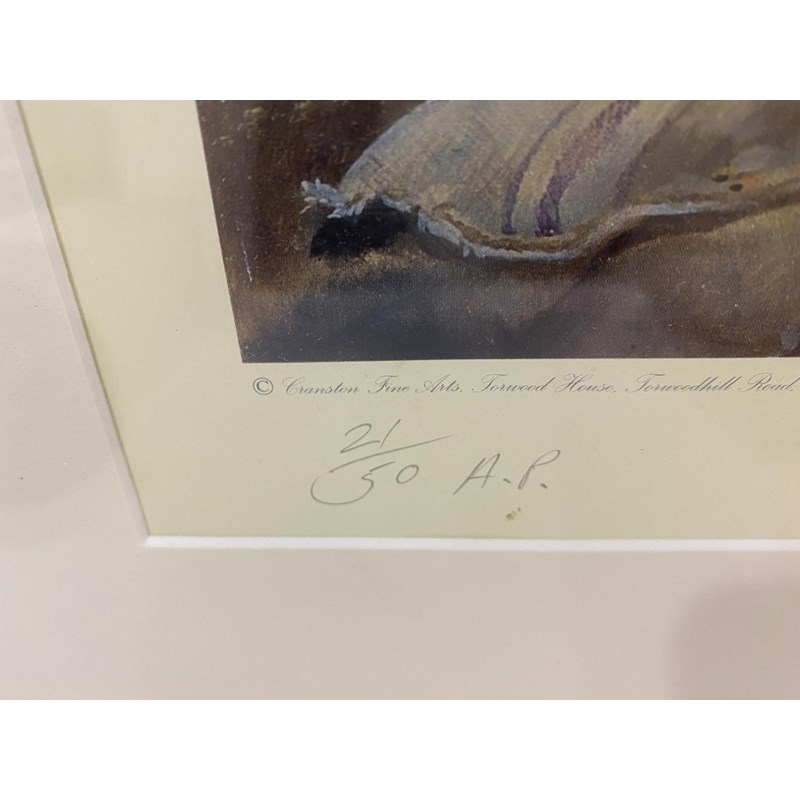 © Cranston Fine Arts. Torwood House. Torwoodhill Road.
21/50 A.P.